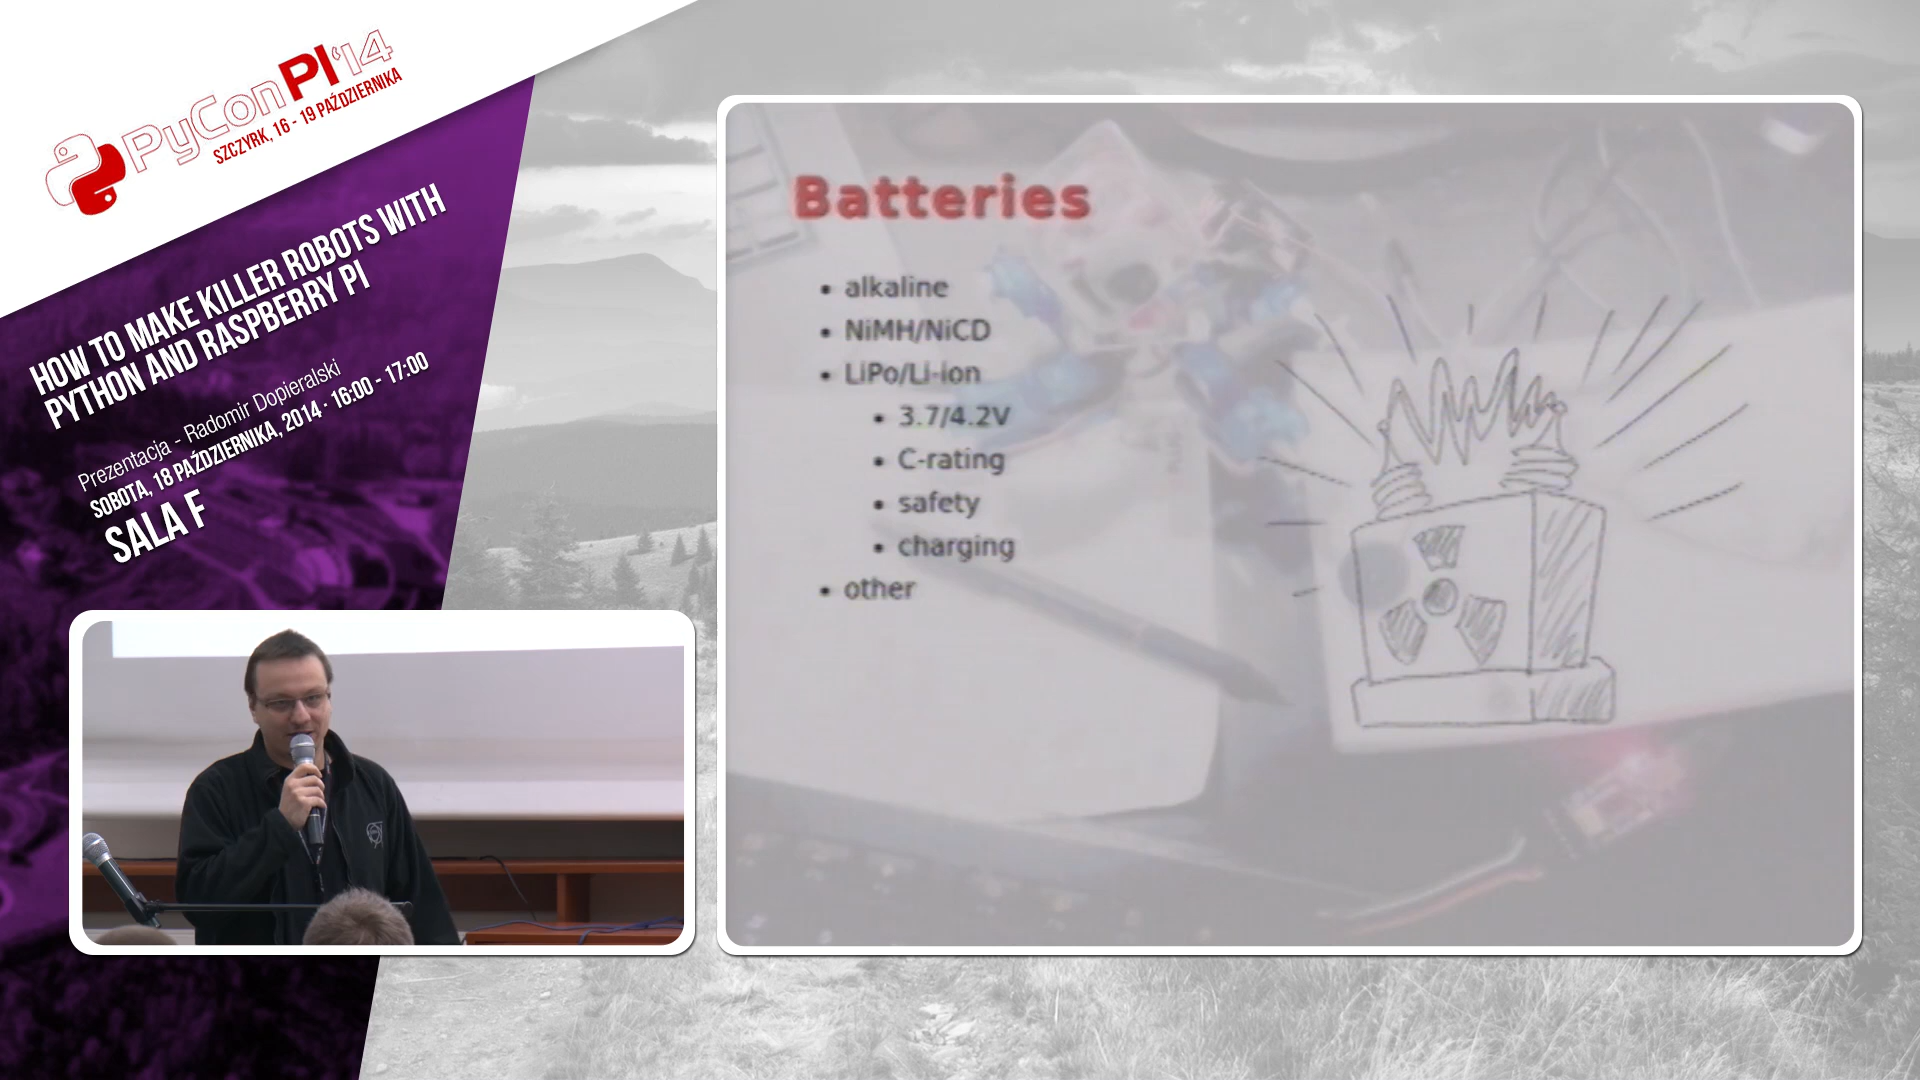 PyConPl'14
SZCZYRK, 16 - 19 PAŹDZIERNIKA
HOW TO MAKE KILLER ROBOTS WITH
PYTHON AND RASPBERRY PI
Prezentacja - Radomir Dopieralski
SOBOTA, 18 PAŹDZIERNIKA, 2014 · 16:00 - 17:00
SALA F
Batteries
• alkaline
• NiMH/NiCD
• LiPo/Li-ion
• 3.7/4.2V
• C-rating
• safety
• charging
• other